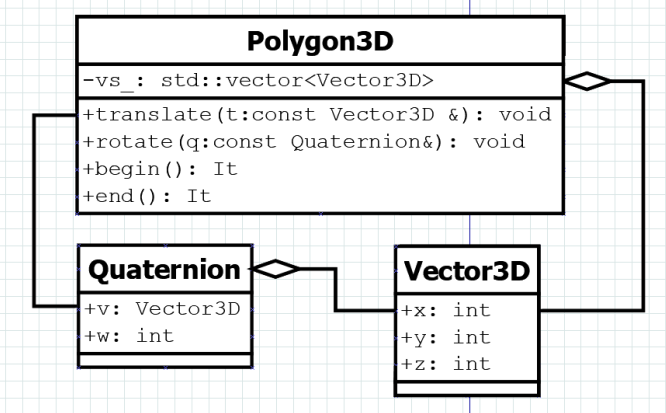 Polygon3D
-vs_: std::vector<Vector3D>
+translate(t:const Vector3D &): void
+rotate(q:const Quaternion&): void
+begin(): It
+end(): It
Quaternion
+v: Vector3D
+w: int
Vector3D
+x: int
+y: int
+z: int